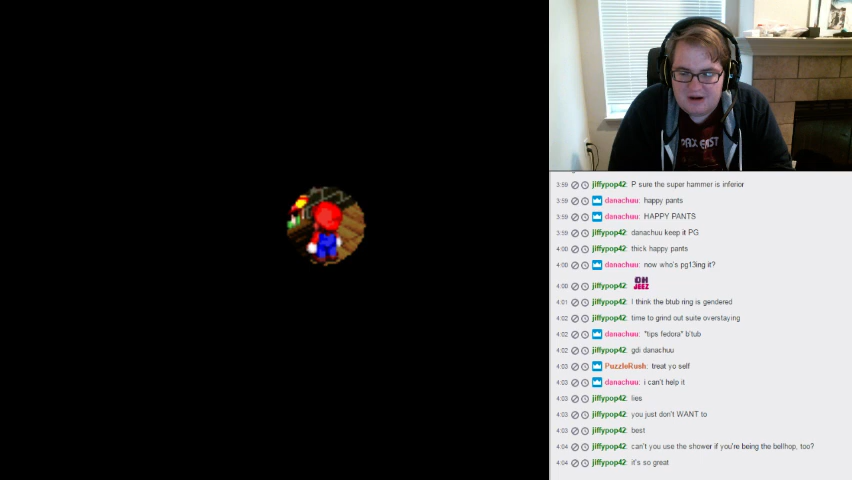 PAX EAST
3:59 jiffypop42: P sure the super hammer is inferior
3:59 danachuu: happy pants
3:59 danachuu: HAPPY PANTS
3:59 jiffypop42: danachuu keep it PG
4:00 jiffypop42: thick happy pants
4:00 danachuu: now who's pg13ing it?
4:00 jiffypop42: OH JEEZ
4:01 jiffypop42: I think the btub ring is gendered
4:02 jiffypop42: time to grind out suite overstaying
4:02 danachuu: *tips fedora* b'tub
4:02 jiffypop42: gdi danachuu
4:03 PuzzleRush: treat yo self
4:03 danachuu: i can't help it
4:03 jiffypop42: lies
4:03 jiffypop42: you just don't WANT to
4:03 jiffypop42: best
4:04 jiffypop42: can't you use the shower if you're being the bellhop, too?
4:04 jiffypop42: it's so great